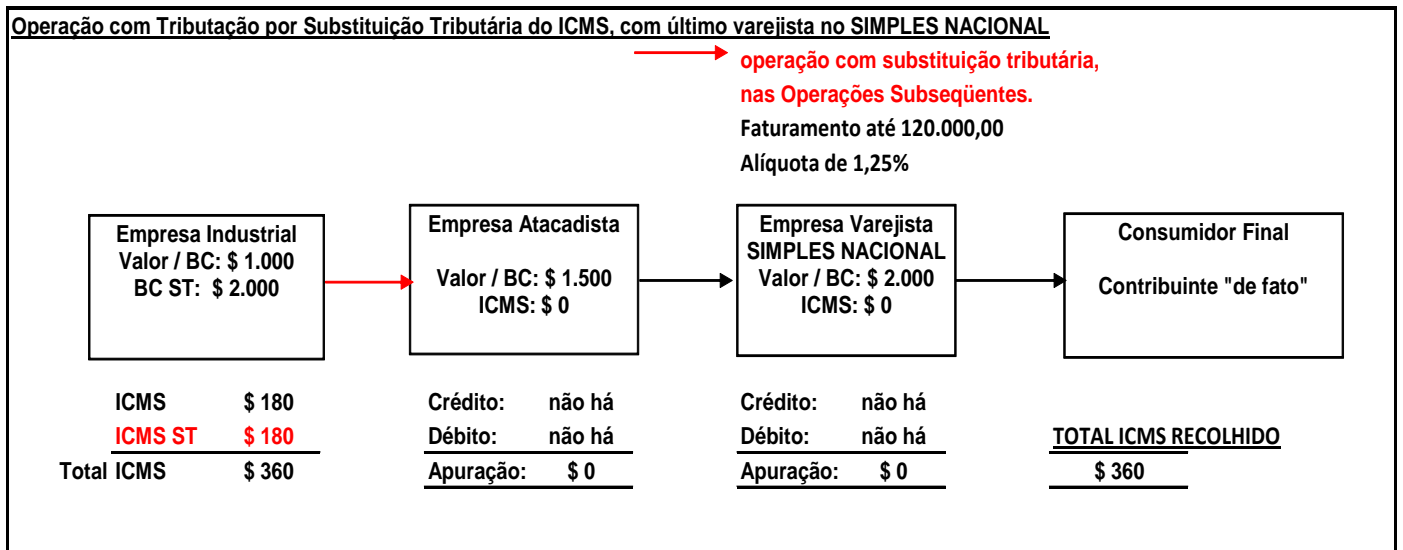 Operação com Tributação por Substituição Tributária do ICMS, com último varejista no SIMPLES NACIONAL
operação com substituição tributária,
nas Operações Subseqüentes.
Faturamento até 120.000,00
Alíquota de 1,25%
Empresa Industrial
Valor / BC: $ 1.000
BC ST: $ 2.000
Empresa Atacadista
Valor / BC: $ 1.500
ICMS: $ 0
Empresa Varejista
SIMPLES NACIONAL
Valor / BC: $ 2.000
ICMS: $ 0
Consumidor Final
Contribuinte "de fato"
ICMS $ 180
ICMS ST $ 180
Total ICMS $ 360
Crédito: não há
Débito: não há
Apuração: $ 0
Crédito: não há
Débito: não há
Apuração: $ 0
TOTAL ICMS RECOLHIDO
$ 360